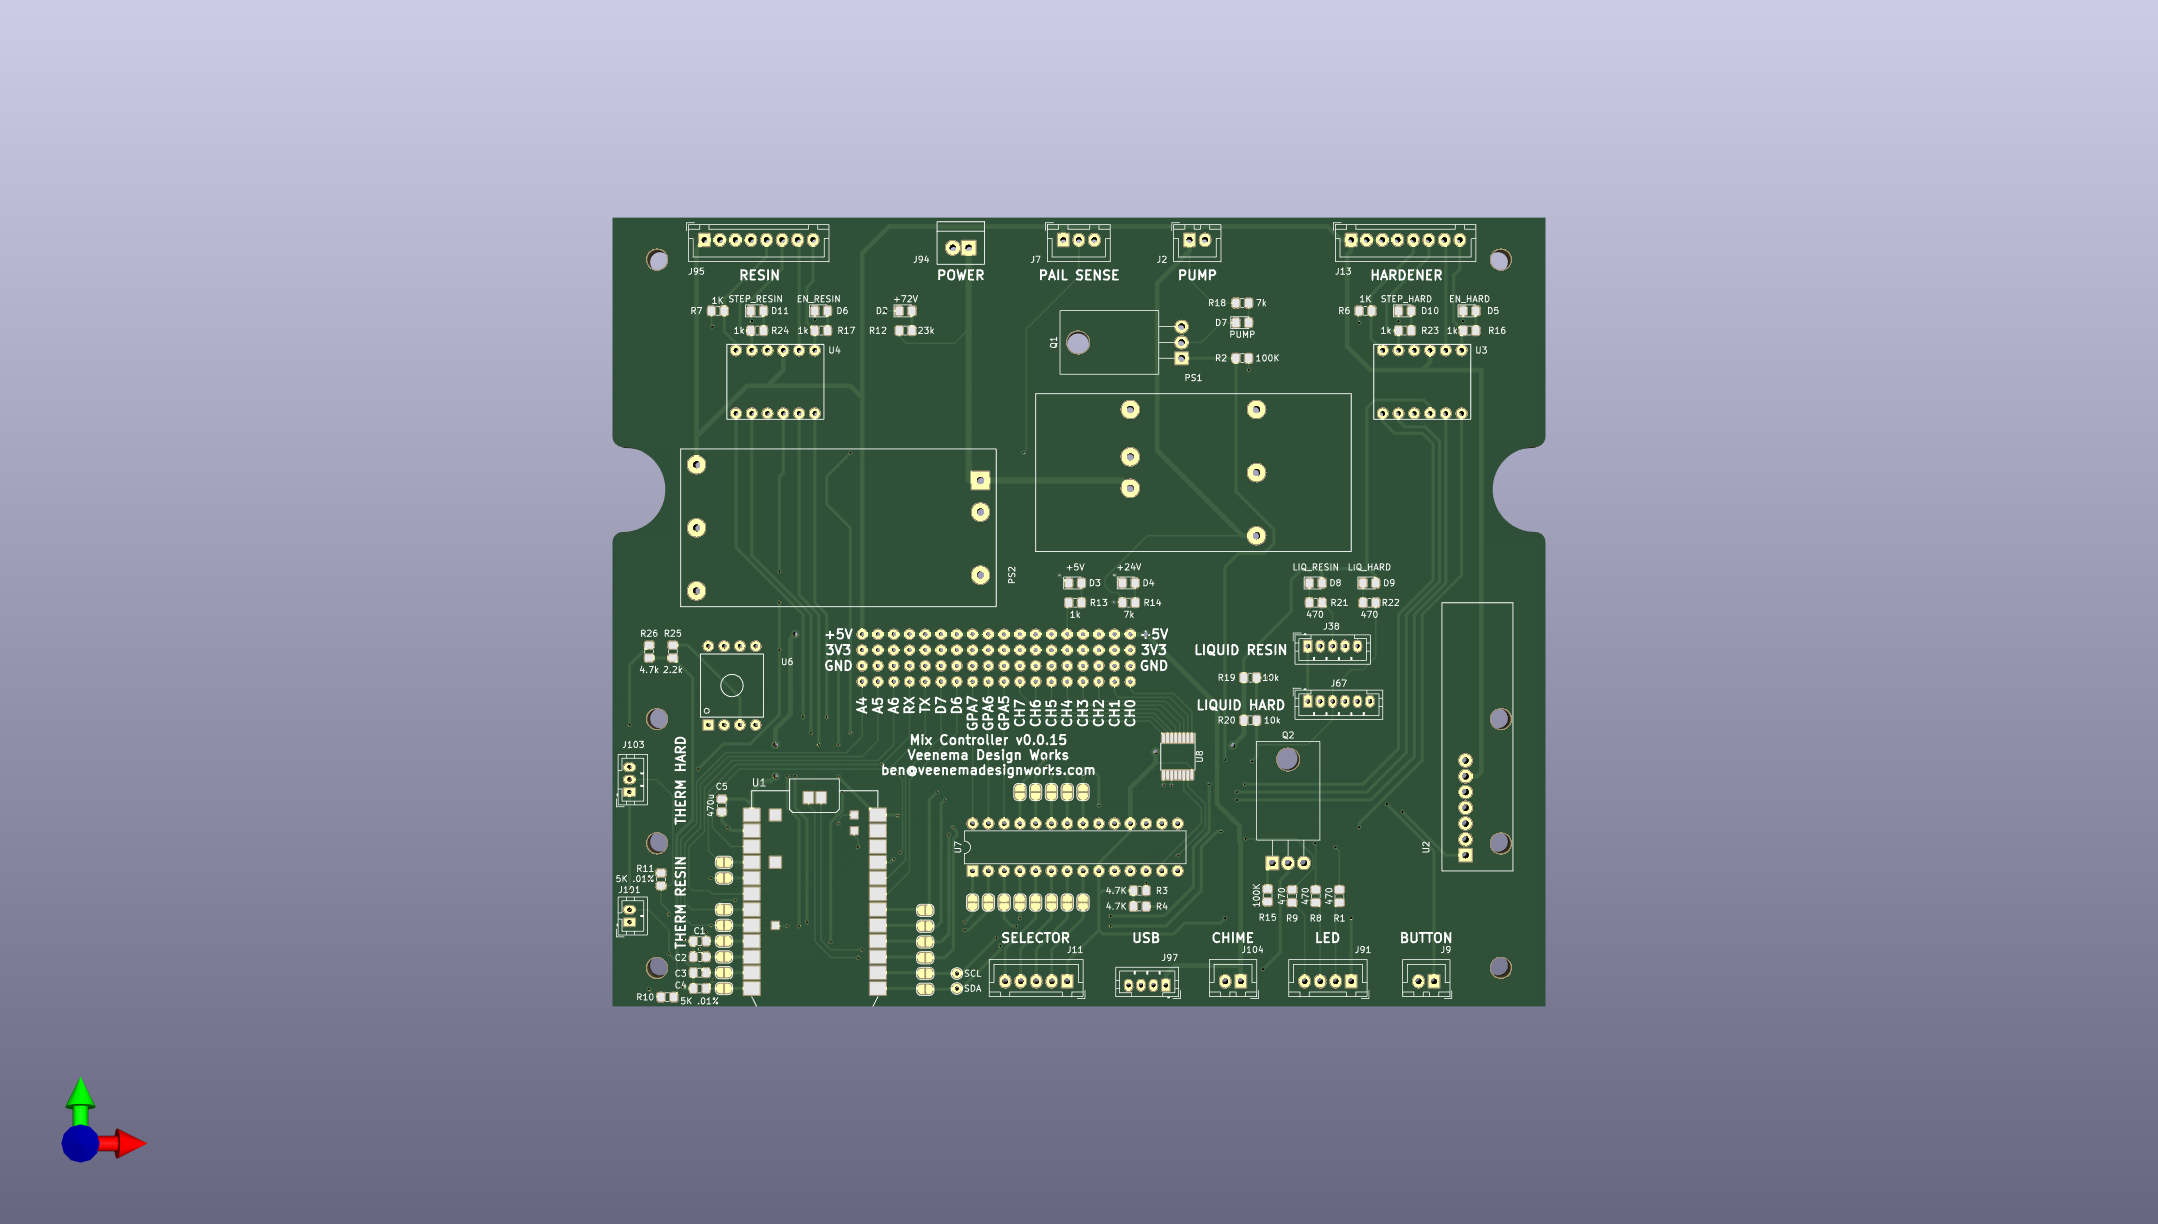 J95
RESIN
J94
POWER
J7
PAIL SENSE
J2
PUMP
J13
HARDENER
1K
STEP_RESIN
EN_RESIN
+72V
R7
D11
D6
D2
1k
R24
1k
R17
R12
23k
U4
R18
7k
D7
PUMP
R2
100K
Q1
PS1
1K
STEP_HARD
EN_HARD
R6
D10
D5
1k
R23
1k
R16
U3
PS2
+5V
+24V
D3
D4
R13
R14
1k
7k
LIQ_RESIN
LIQ_HARD
D8
D9
R21
R22
470
470
R26
R25
4.7k
2.2k
U6
+5V
3V3
GND
+5V
3V3
GND
A4
A5
A6
RX
TX
D7
D6
GPA7
GPA6
GPA5
CH7
CH6
CH5
CH4
CH3
CH2
CH1
CH0
J38
LIQUID RESIN
R19
10k
J67
LIQUID HARD
R20
10k
Mix Controller v0.0.15
Veenema Design Works
ben@veenemadesignworks.com
U8
Q2
J103
THERM HARD
C5
470u
U1
U7
U2
R11
5K .01%
J101
THERM RESIN
C1
C2
C3
C4
R10
5K .01%
4.7K
R3
4.7K
R4
100K
470
470
470
R15
R9
R8
R1
SCL
SDA
SELECTOR
J11
USB
J97
CHIME
J104
LED
J91
BUTTON
J9